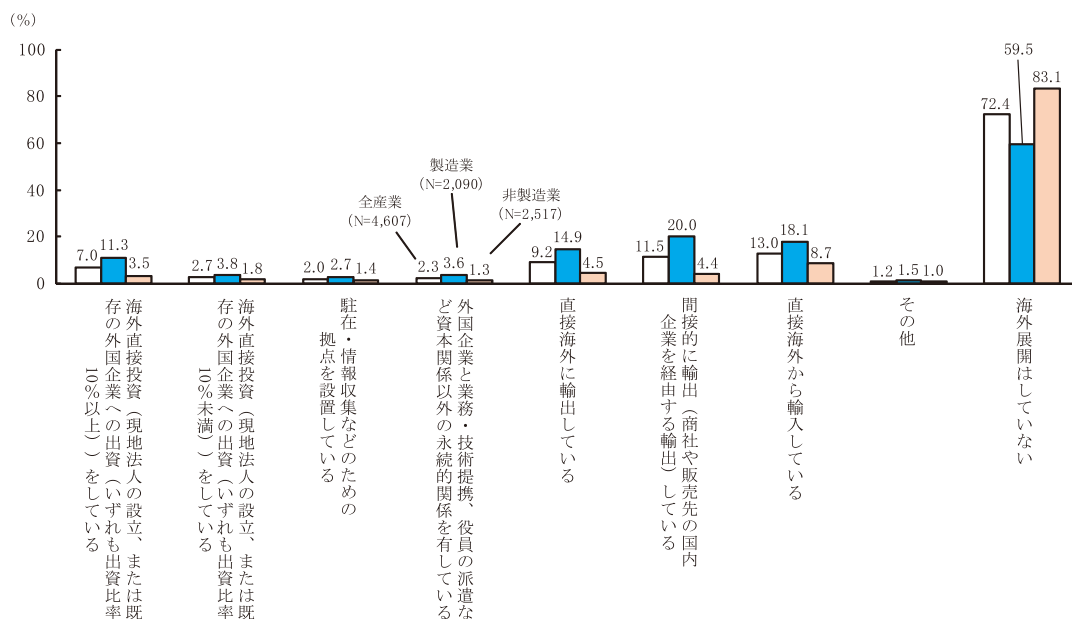 (%)
100
80
60
40
20
0
7.0
11.3
3.5
2.7
3.8
1.8
2.0
2.7
1.4
2.3
3.6
1.3
9.2
14.9
4.5
11.5
20.0
4.4
13.0
18.1
8.7
1.2
1.5
1.0
72.4
59.5
83.1
全産業
(N=4,607)
製造業
(N=2,090)
非製造業
(N=2,517)
海外直接投資（現地法人の設立、または既
存の外国企業への出資（いずれも出資比率
10％以上））をしている
海外直接投資（現地法人の設立、または既
存の外国企業への出資（いずれも出資比率
10％未満））をしている
駐在・情報収集などのための
拠点を設置している
外国企業と業務・技術提携、役員の派遣な
ど資本関係以外の永続的関係を有している
直接海外に輸出している
間接的に輸出（商社や販売先の国内
企業を経由する輸出）している
直接海外から輸入している
その他
海外展開はしていない